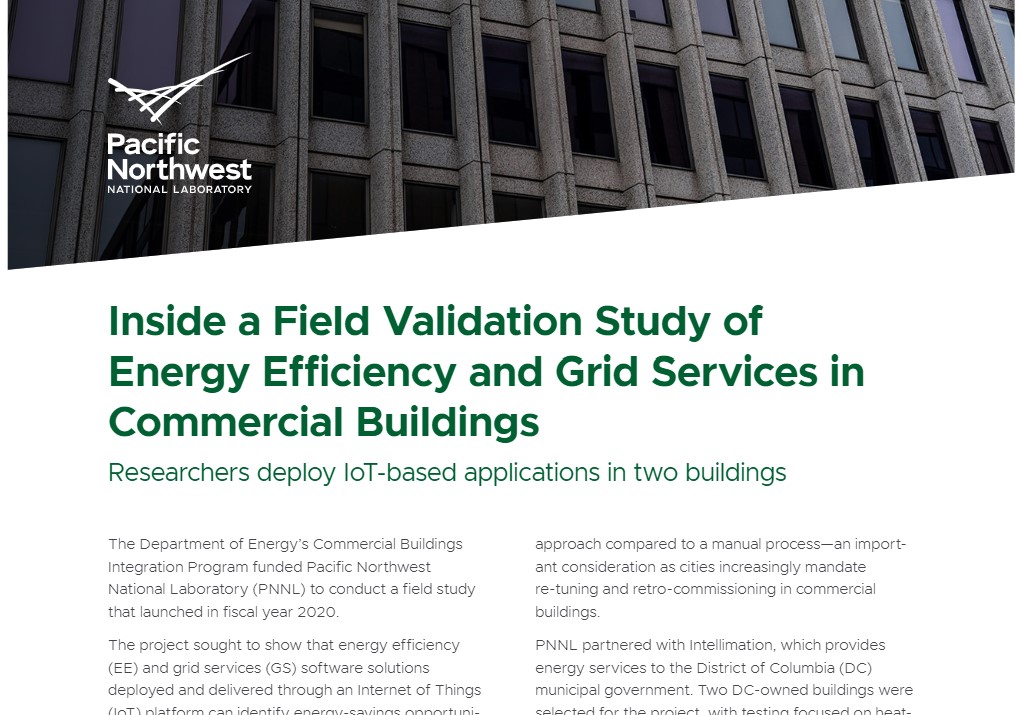 Pacific
Northwest
NATIONAL LABORATORY
Inside a Field Validation Study of
Energy Efficiency and Grid Services in
Commercial Buildings
Researchers deploy IoT-based applications in two buildings
The Department of Energy’s Commercial Buildings
Integration Program funded Pacific Northwest
National Laboratory (PNNL) to conduct a field study
that launched in fiscal year 2020.
The project sought to show that energy efficiency
(EE) and grid services (GS) software solutions
deployed and delivered through an Internet of Things
(IoT) platform can identify energy-savings opportuni-
approach compared to a manual process—an import-
ant consideration as cities increasingly mandate
re-tuning and retro-commissioning in commercial
buildings.
PNNL partnered with Intellimation, which provides
energy services to the District of Columbia (DC)
municipal government. Two DC-owned buildings were
selected for the project, with testing focused on heat-